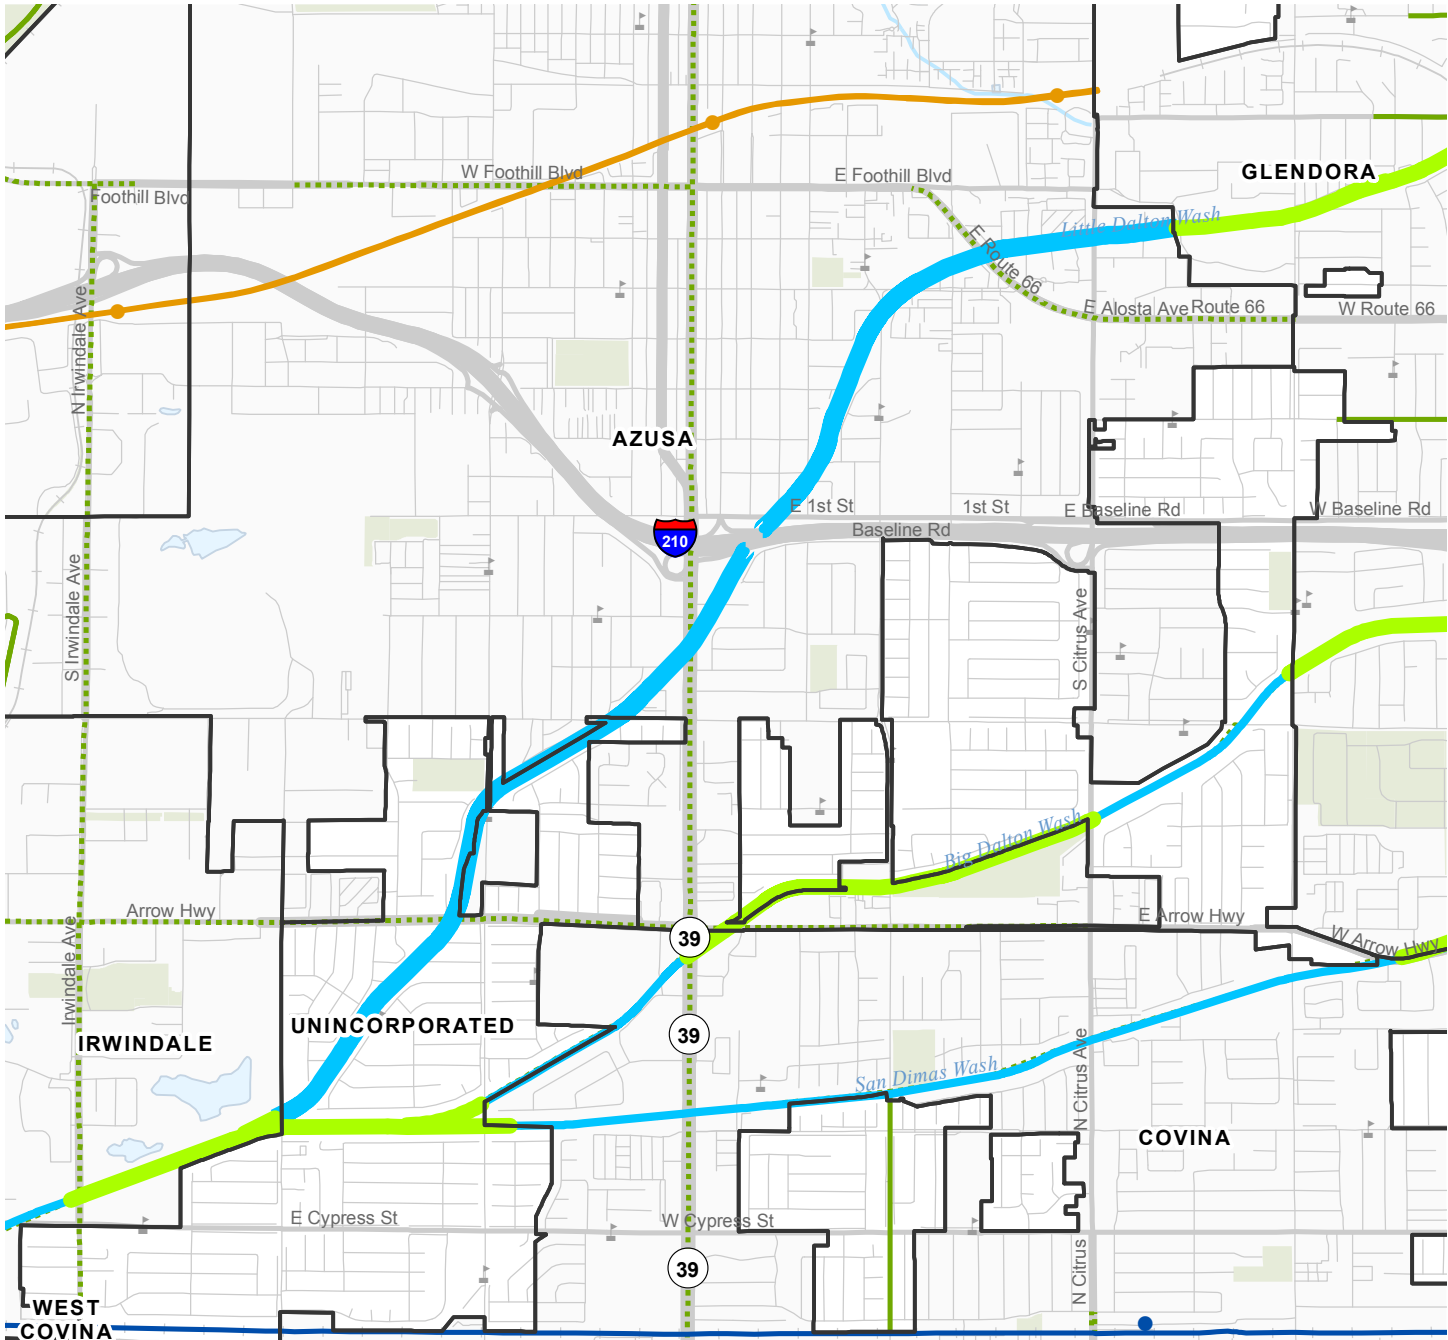 GLENDORA
W Foothill Blvd
E Foothill Blvd
Foothill Blvd
Little Dalton Wash
E Route 66
E Alosta Ave
Route 66
W Route 66
N Irwindale Ave
AZUSA
E 1st St
1st St
E Baseline Rd
W Baseline Rd
Baseline Rd
210
S Irwindale Ave
S Citrus Ave
Big Dalton Wash
Arrow Hwy
E Arrow Hwy
W Arrow Hwy
39
Irwindale Ave
UNINCORPORATED
IRWINDALE
39
San Dimas Wash
N Citrus Ave
COVINA
E Cypress St
W Cypress St
39
N Citrus
WEST
COVINA